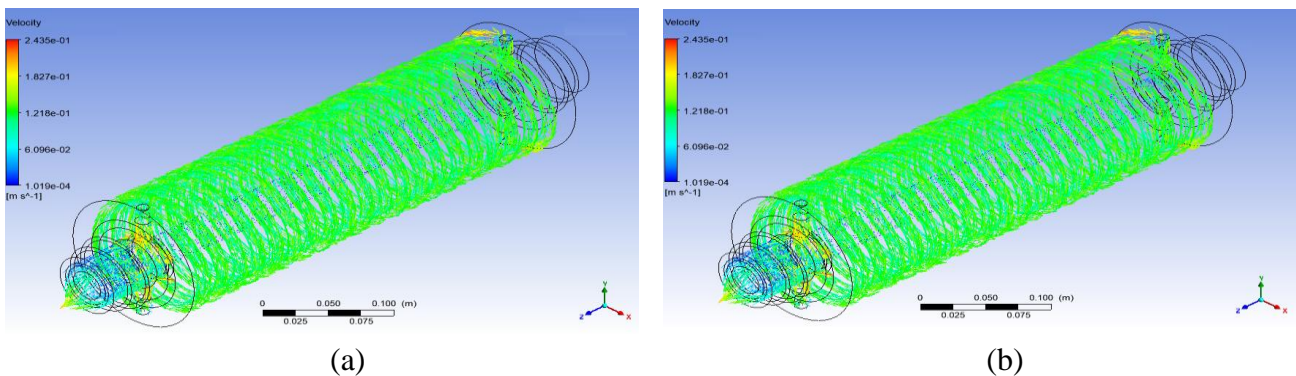 Velocity
2.435e-01
1.827e-01
1.218e-01
6.096e-02
1.019e-04
[m s^-1]
0 0.050 0.100 (m)
0.025 0.075
Y
Z X
(a)
Velocity
2.435e-01
1.827e-01
1.218e-01
6.096e-02
1.019e-04
[m s^-1]
0 0.050 0.100 (m)
0.025 0.075
Y
Z X
(b)